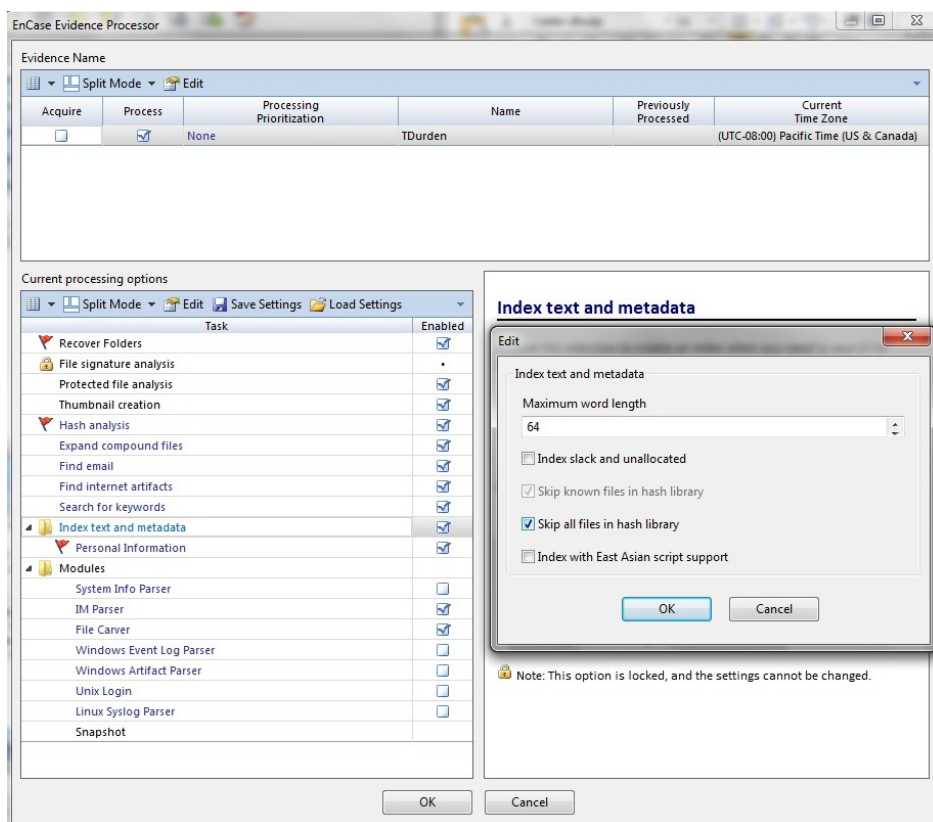 EnCase Evidence Processor
Evidence Name
Split Mode Edit
Acquire Process Processing Prioritization Name Previously Processed Current Time Zone
None TDurden (UTC-08:00) Pacific Time (US & Canada)
Current processing options
Split Mode Edit Save Settings Load Settings
Task Enabled
Recover Folders
File signature analysis
Protected file analysis
Thumbnail creation
Hash analysis
Expand compound files
Find email
Find internet artifacts
Search for keywords
Index text and metadata
Personal Information
Modules
System Info Parser
IM Parser
File Carver
Windows Event Log Parser
Windows Artifact Parser
Unix Login
Linux Syslog Parser
Snapshot
Index text and metadata
Edit
Index text and metadata
Maximum word length
64
Index slack and unallocated
Skip known files in hash library
Skip all files in hash library
Index with East Asian script support
OK Cancel
Note: This option is locked, and the settings cannot be changed.
OK Cancel